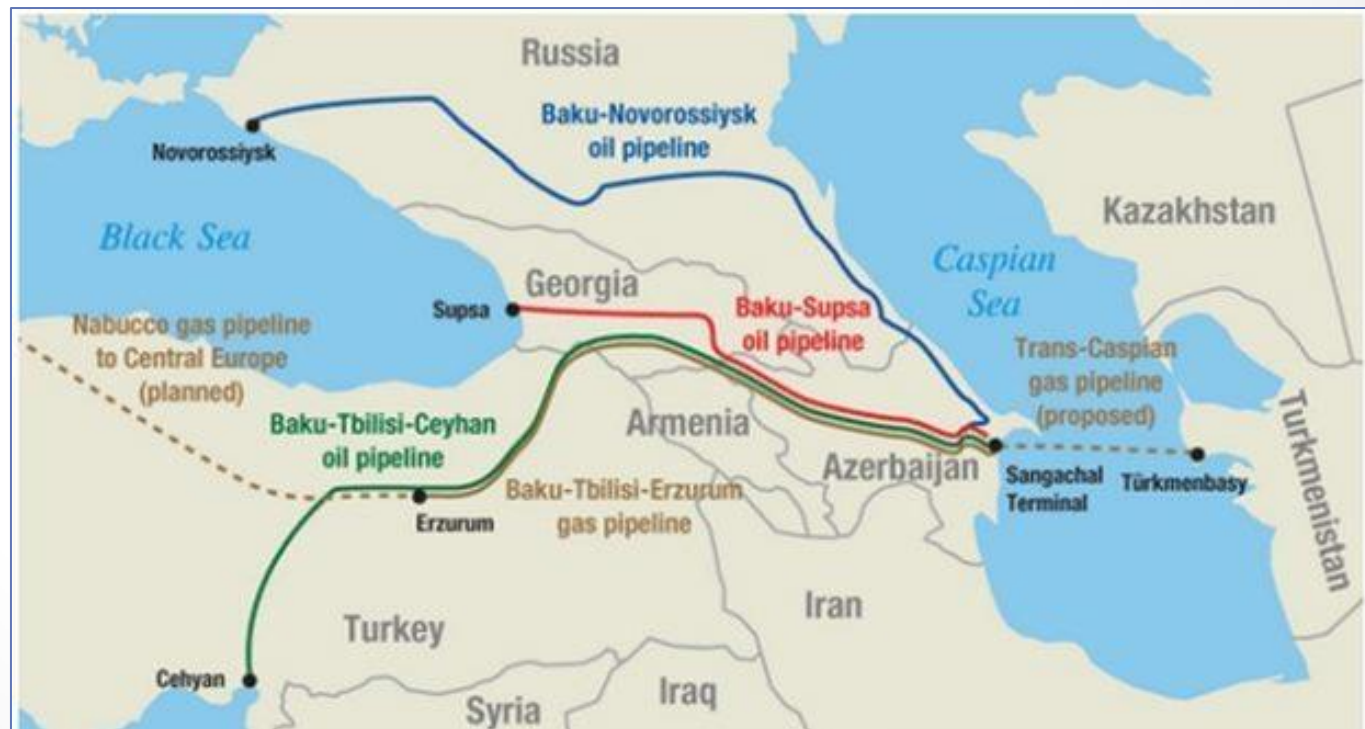 Russia
Baku-Novorossiysk
oil pipeline
Novorossiysk
Kazakhstan
Black Sea
Caspian
Sea
Georgia
Supsa
Baku-Supsa
oil pipeline
Nabucco gas pipeline
to Central Europe
(planned)
Trans-Caspian
gas pipeline
(proposed)
Baku-Tbilisi-Ceyhan
oil pipeline
Armenia
Azerbaijan
Sangachal
Terminal
Türkmenbasy
Turkmenistan
Baku-Tbilisi-Erzurum
gas pipeline
Erzurum
Iran
Turkey
Cehyan
Iraq
Syria